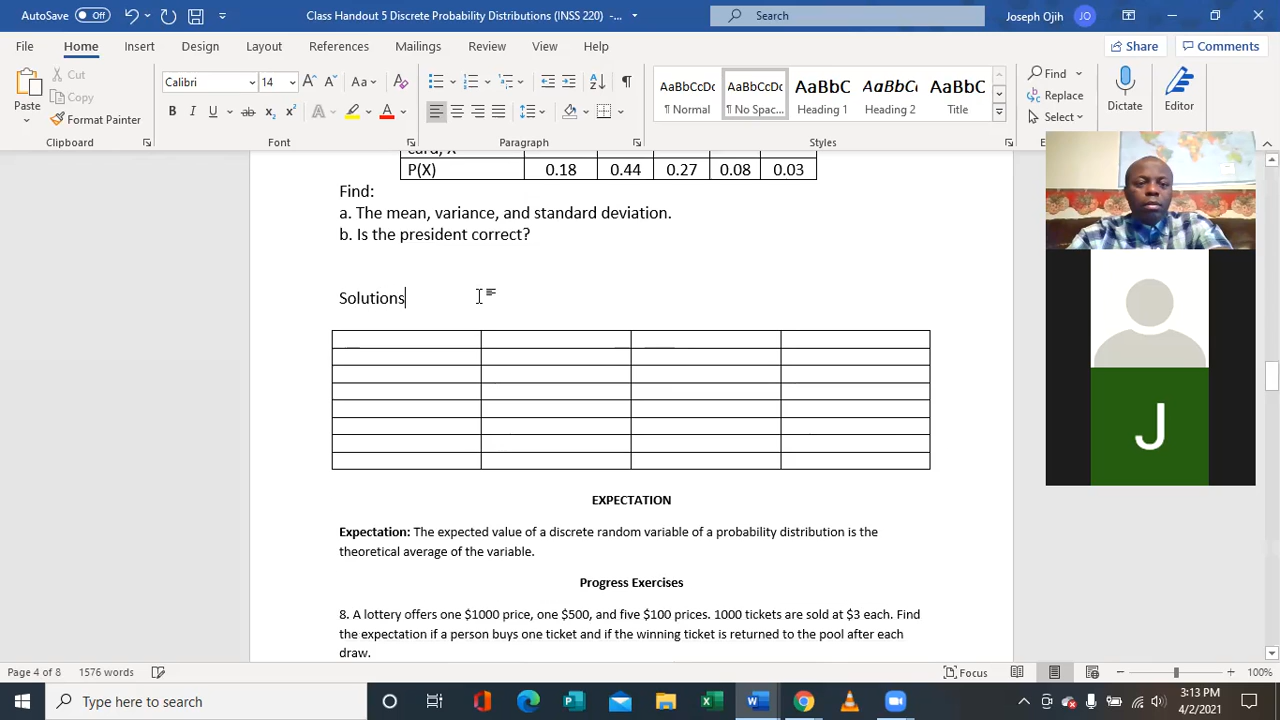 AutoSave Off Class Handout 5 Discrete Probability Distributions (INSS 220) - ... Search Joseph Ojih JO
File Home Insert Design Layout References Mailings Review View Help Share Comments
Cut
Copy
Format Painter
Paste
Calibri 14
AaBbCcDc AaBbCcDc AaBbC AaBbCc AaBbC
¶ Normal ¶ No Spac... Heading 1 Heading 2 Title
Find
Replace
Select
Dictate Editor
Clipboard Font Paragraph Styles Editing Voice Editor
card, X
P(X) 0.18 0.44 0.27 0.08 0.03
Find:
a. The mean, variance, and standard deviation.
b. Is the president correct?
Solutions
J
EXPECTATION
Expectation: The expected value of a discrete random variable of a probability distribution is the
theoretical average of the variable.
Progress Exercises
8. A lottery offers one $1000 price, one $500, and five $100 prices. 1000 tickets are sold at $3 each. Find
the expectation if a person buys one ticket and if the winning ticket is returned to the pool after each
draw.
Page 4 of 8 1576 words Focus 100%
Type here to search
3:13 PM
4/2/2021